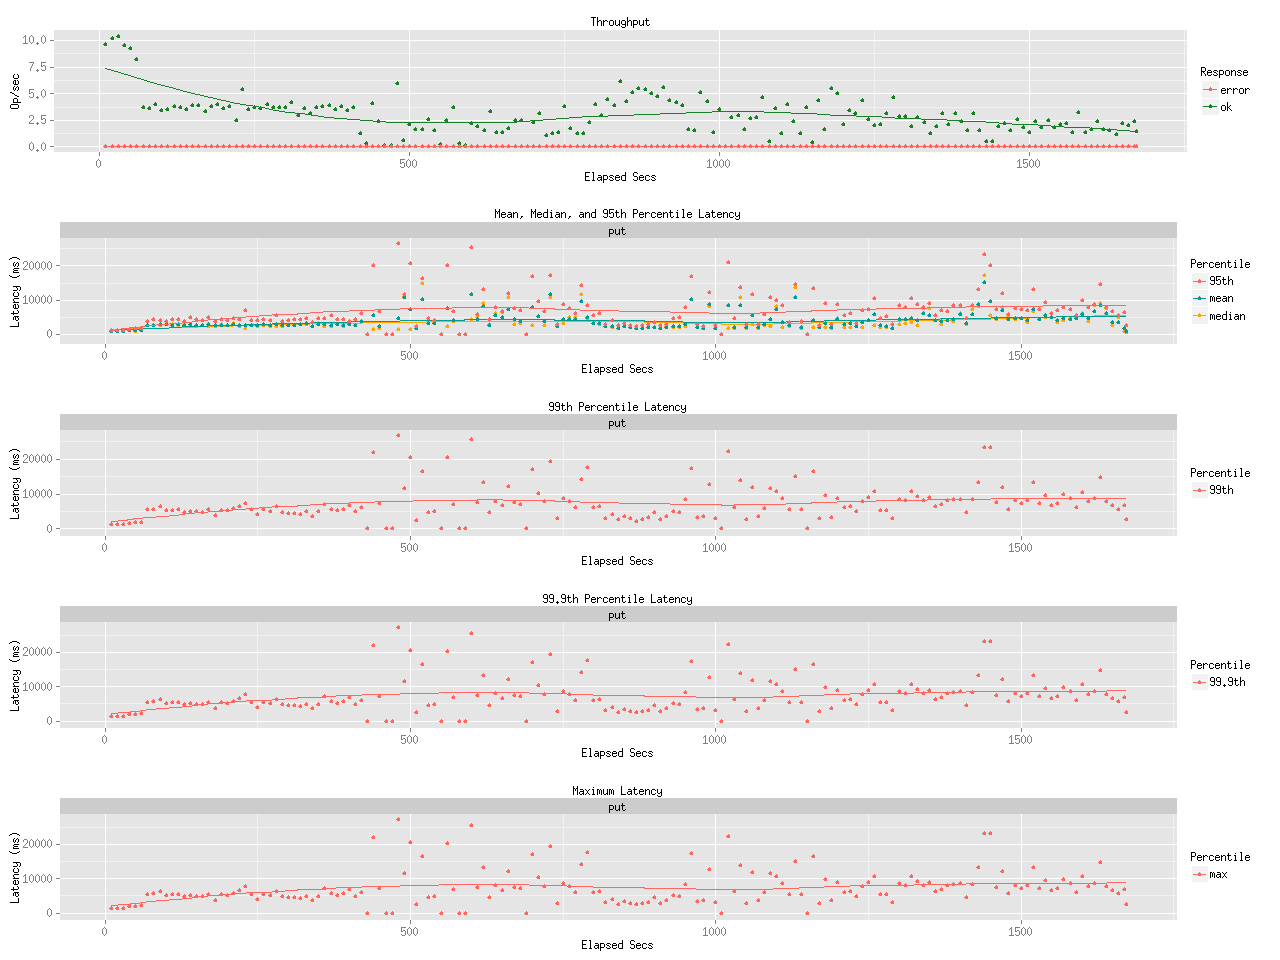 Throughput
10.0
7.5
5.0
2.5
0.0
Op/sec
0
500
1000
1500
Elapsed Secs
Response
error
ok
Mean, Median, and 95th Percentile Latency
put
20000
10000
0
Latency (ms)
0
500
1000
1500
Elapsed Secs
Percentile
95th
mean
median
99th Percentile Latency
put
20000
10000
0
Latency (ms)
0
500
1000
1500
Elapsed Secs
Percentile
99th
99.9th Percentile Latency
put
20000
10000
0
Latency (ms)
0
500
1000
1500
Elapsed Secs
Percentile
99.9th
Maximum Latency
put
20000
10000
0
Latency (ms)
0
500
1000
1500
Elapsed Secs
Percentile
max